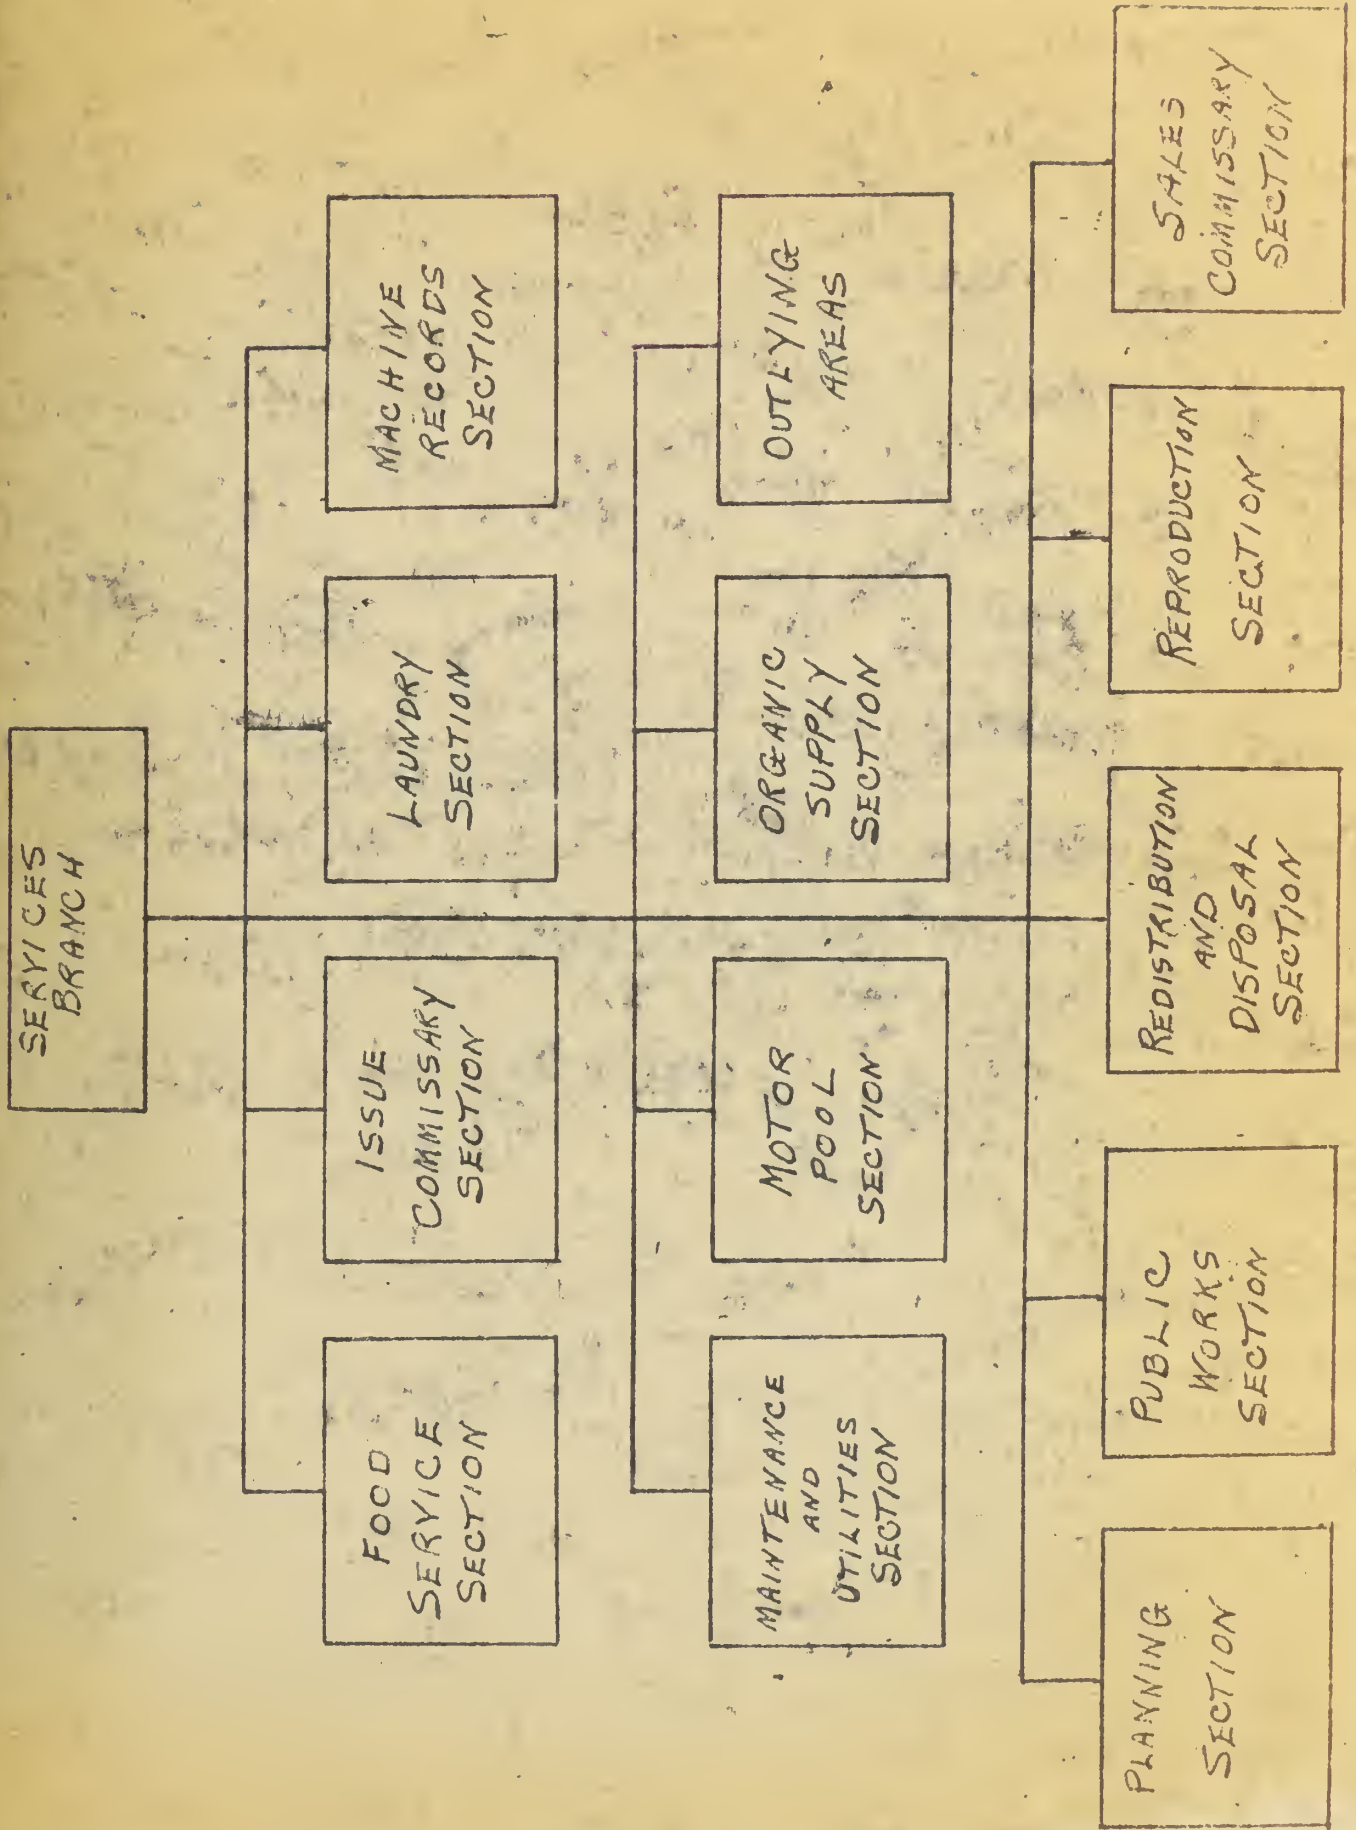 SERVICES
BRANCH
FOOD
SERVICE
SECTION
ISSUE
COMMISSARY
SECTION
LAUNDRY
SECTION
MACHINE
RECORDS
SECTION
MAINTENANCE
AND
UTILITIES
SECTION
MOTOR
POOL
SECTION
ORGANIC
SUPPLY
SECTION
OUTLYING
AREAS
PLANNING
SECTION
PUBLIC
WORKS
SECTION
REDISTRIBUTION
AND
DISPOSAL
SECTION
REPRODUCTION
SECTION
SALES
COMMISSARY
SECTION